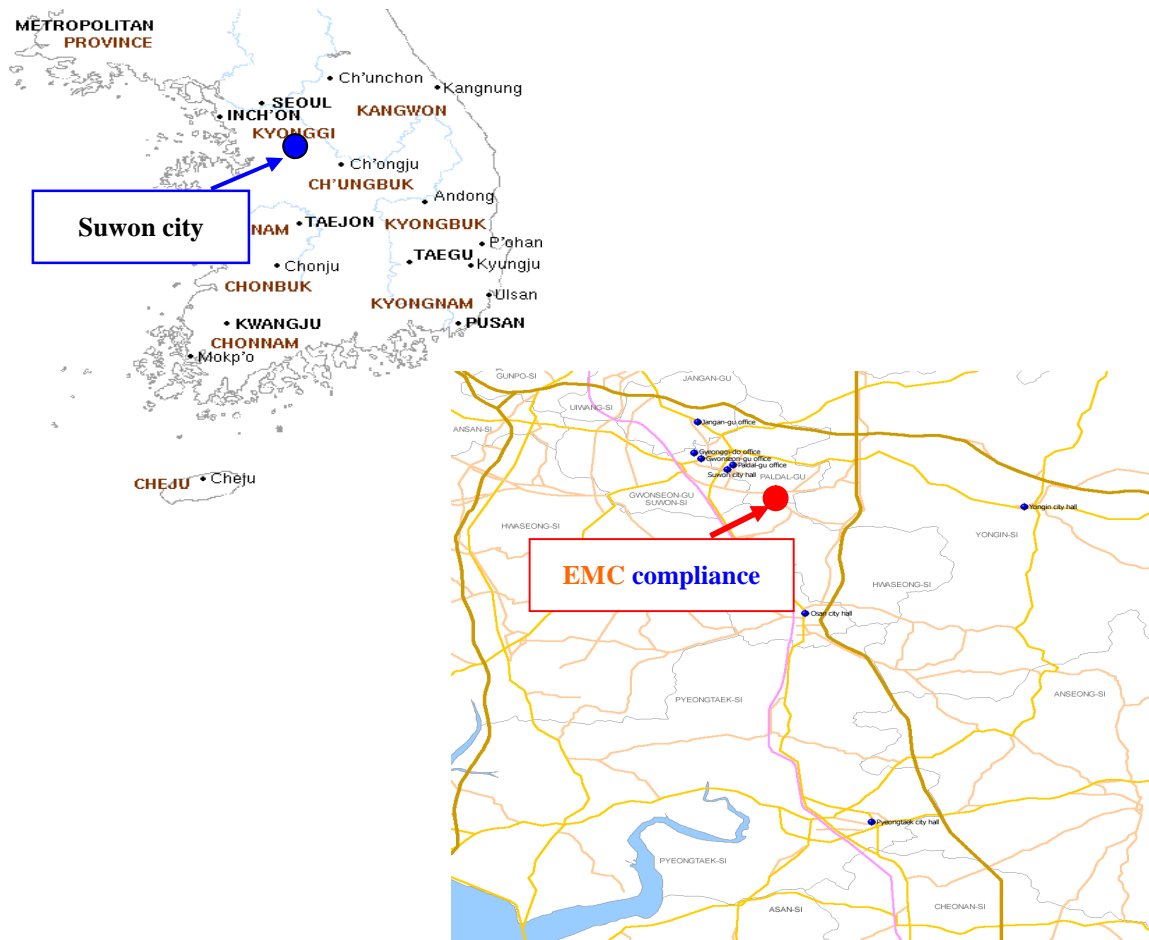 METROPOLITAN
PROVINCE
Ch'unchon
Kangnung
SEOUL
KANGWON
INCH'ON
KYONGGI
Ch'ongju
CH'UNGBUK
Andong
Suwon city
NAM
TAEJON
KYONGBUK
P'ohan
TAEGU
Kyungju
Chonju
CHONBUK
Ulsan
KYONGNAM
KWANGJU
PUSAN
CHONNAM
Mokp'o
CHEJU
Cheju
GUNPO-SI
JANGAN-GU
UIWANG-SI
Jangan-gu office
ANSAN-SI
Gyeonggi-do office
Gwonseon-gu office
Paldal-gu office
Suwon city hall
PALDAL-GU
GWONSEON-GU
SUWON-SI
Yongin city hall
HWASEONG-SI
YONGIN-SI
EMC compliance
HWASEONG-SI
Osan city hall
ANSEONG-SI
PYEONGTAEK-SI
Pyeongtaek city hall
PYEONGTAEK-SI
ASAN-SI
CHEONAN-SI